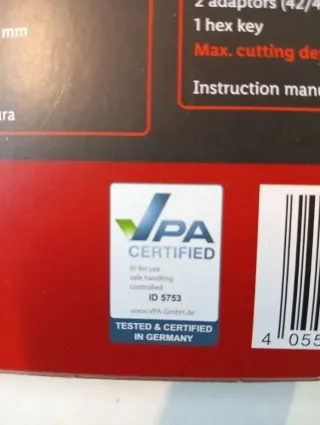 2 adaptors (42/4
mm
1 hex key
Max. cutting de
Instruction manu
ura
VPA
CERTIFIED
fit for use
safe handling
controlled
ID 5753
www.VPA-GmbH.de
TESTED & CERTIFIED
IN GERMANY
4 055